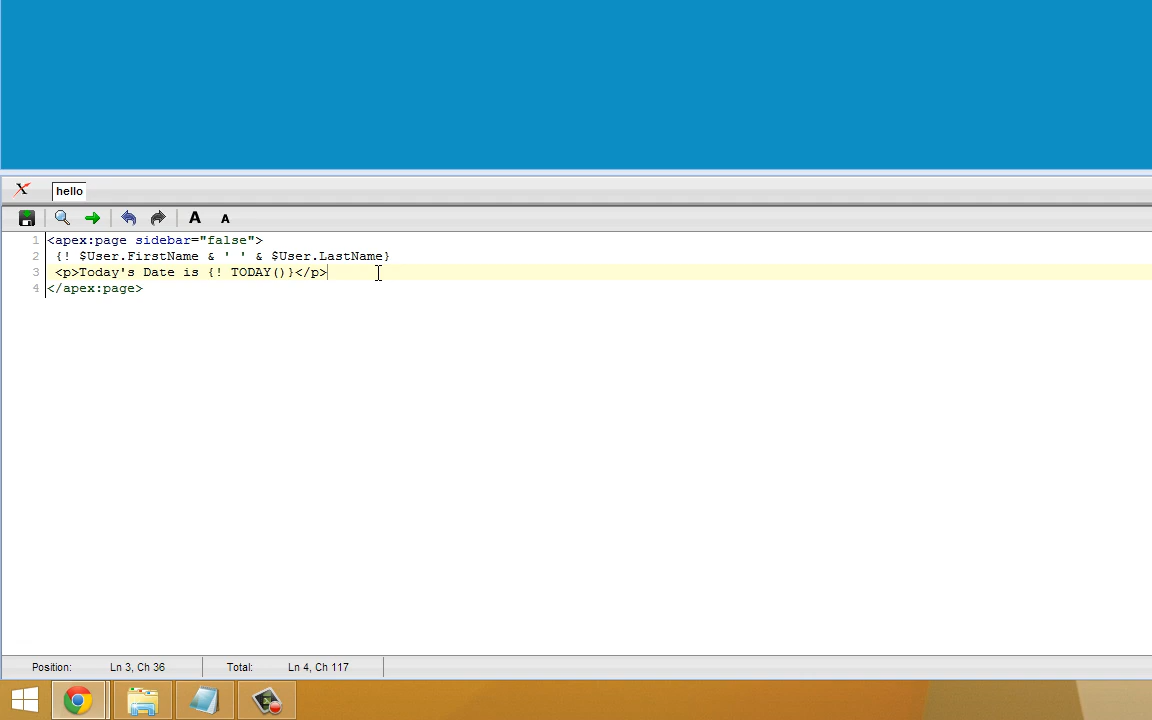 hello
A A
1 <apex:page sidebar="false">
2 {! $User.FirstName & ' ' & $User.LastName}
3 <p>Today's Date is {! TODAY()}</p>
4 </apex:page>
Position: Ln 3, Ch 36 Total: Ln 4, Ch 117